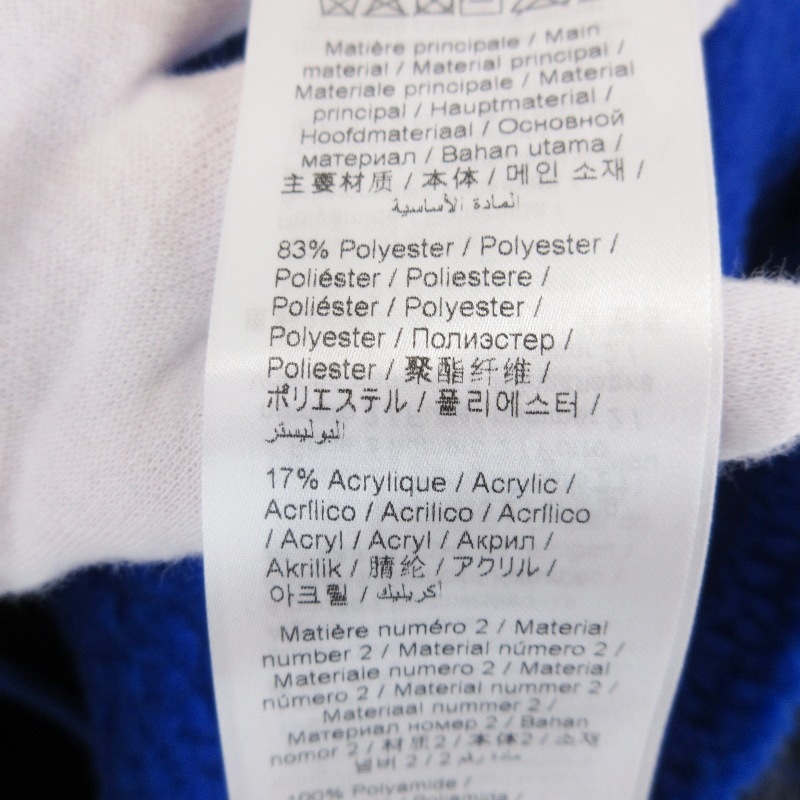 Matière principale / Main
material / Material principal /
Materiale principale / Material
principal / Hauptmaterial /
Hoofdmateriaal / Основной
материал / Bahan utama /
主要材质 / 本体 / 메인 소재 /
المادة الأساسية
83% Polyester / Polyester /
Poliéster / Poliestere /
Poliéster / Polyester /
Polyester / Полиэстер /
Poliester / 聚酯纤维 /
ポリエステル / 폴리에스터 /
البوليستر
17% Acrylique / Acrylic /
Acrílico / Acrilico / Acrílico
/ Acryl / Acryl / Акрил /
Akrilik / 腈纶 / アクリル /
아크릴 / أكريليك
Matière numéro 2 / Material
number 2 / Material número 2 /
Materiale numero 2 / Material
número 2 / Material nummer 2 /
Materiaal nummer 2 /
Материал номер 2 / Bahan
nomor 2 / 材质2 / 本体2 / 소재
넘버 2 / مادة رقم 2
100% Polyamide /